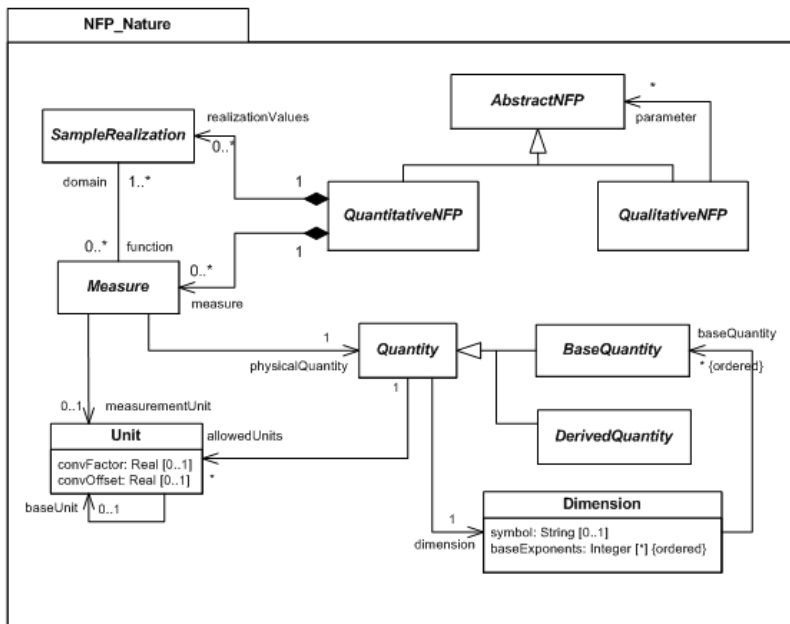 NFP_Nature
AbstractNFP
*
parameter
realizationValues
SampleRealization
0..*
domain
1..*
1
QuantitativeNFP
QualitativeNFP
1
0..*
function
0..*
Measure
measure
1
physicalQuantity
Quantity
1
BaseQuantity
baseQuantity
* {ordered}
0..1
measurementUnit
Unit
allowedUnits
DerivedQuantity
convFactor: Real [0..1]
convOffset: Real [0..1]
*
baseUnit
0..1
Dimension
1
dimension
symbol: String [0..1]
baseExponents: Integer [*] {ordered}